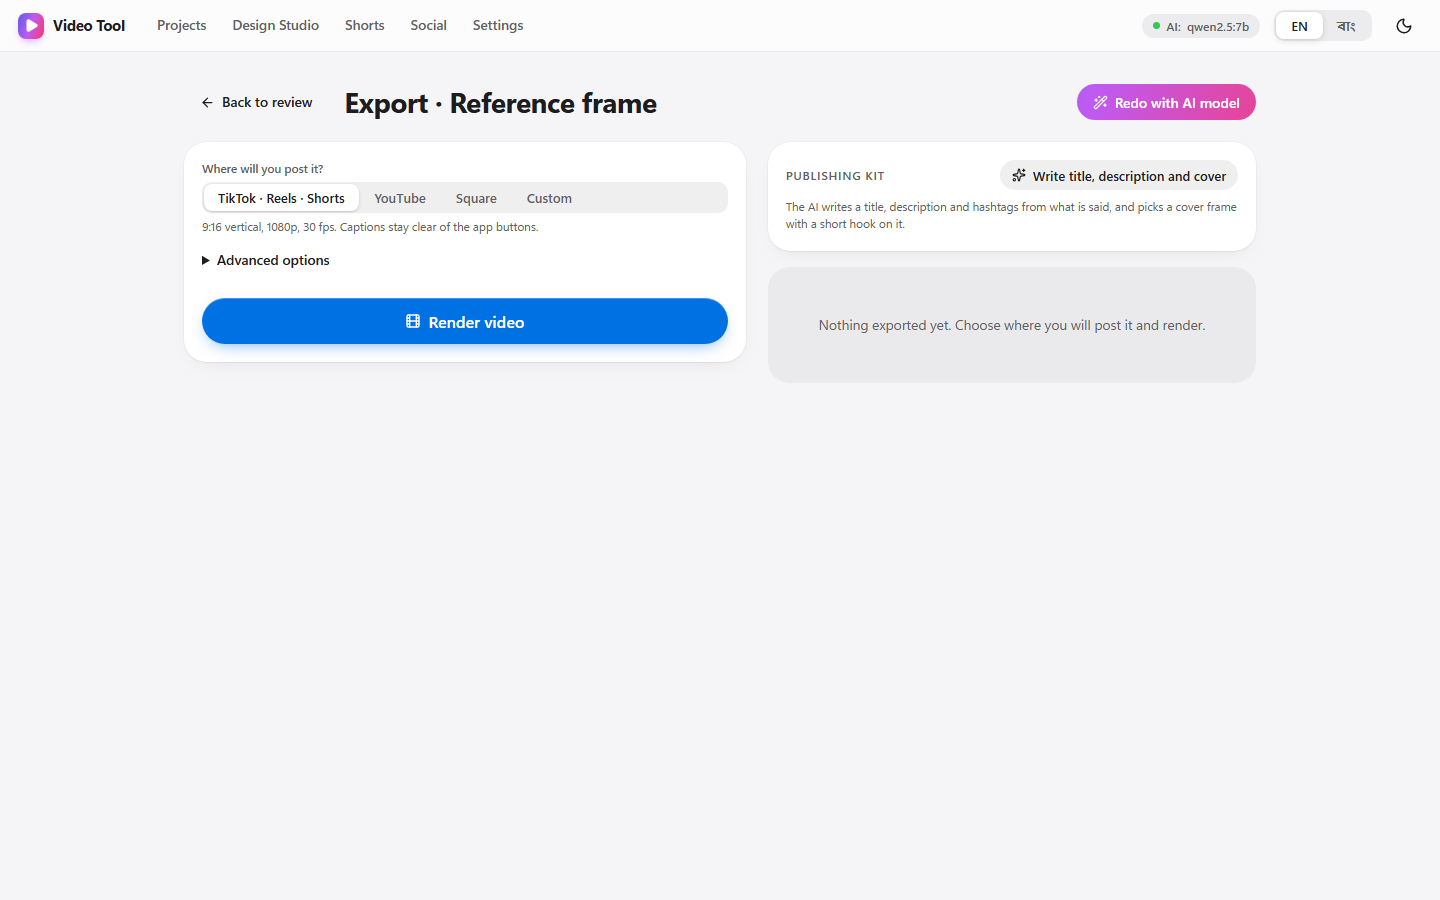 Video Tool
Projects
Design Studio
Shorts
Social
Settings
AI: qwen2.5:7b
EN
বাং
Back to review
Export · Reference frame
Redo with AI model
Where will you post it?
TikTok · Reels · Shorts
YouTube
Square
Custom
9:16 vertical, 1080p, 30 fps. Captions stay clear of the app buttons.
Advanced options
Render video
PUBLISHING KIT
Write title, description and cover
The AI writes a title, description and hashtags from what is said, and picks a cover frame
with a short hook on it.
Nothing exported yet. Choose where you will post it and render.